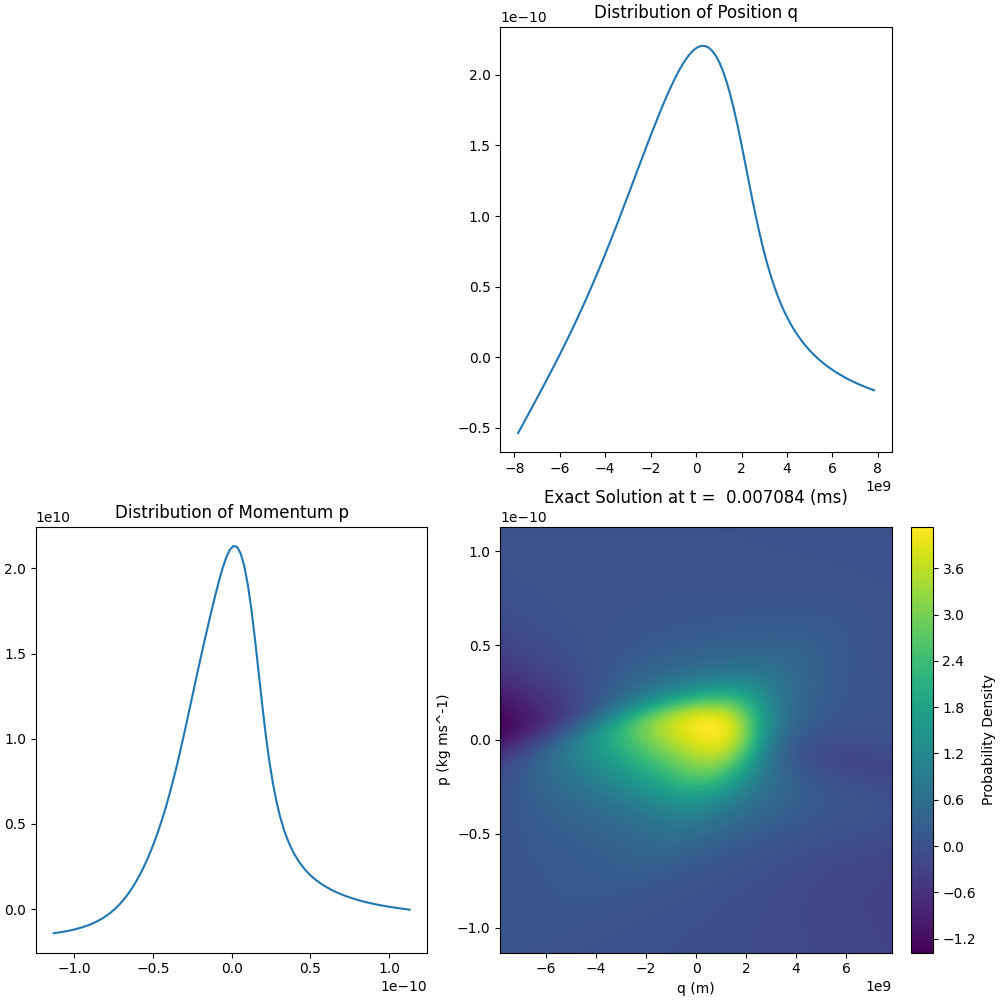 Distribution of Position q
1e−10
2.0
1.5
1.0
0.5
0.0
−0.5
−8 −6 −4 −2 0 2 4 6 8
1e9
Distribution of Momentum p
1e10
2.0
1.5
1.0
0.5
0.0
−1.0 −0.5 0.0 0.5 1.0
1e−10
Exact Solution at t =  0.007084 (ms)
1e−10
1.0
0.5
0.0
−0.5
−1.0
p (kg ms^-1)
−6 −4 −2 0 2 4 6
1e9
q (m)
3.6
3.0
2.4
1.8
1.2
0.6
0.0
−0.6
−1.2
Probability Density